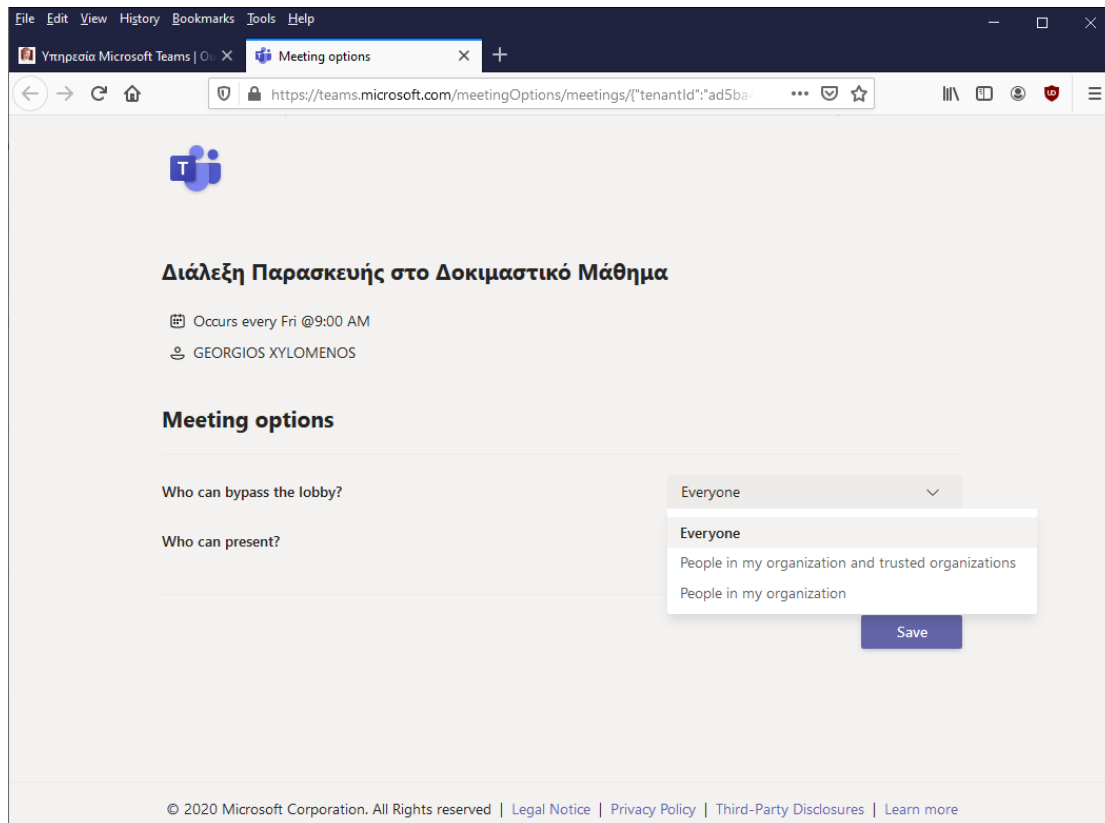 File Edit View History Bookmarks Tools Help
Υπηρεσία Microsoft Teams | Ou
Meeting options
https://teams.microsoft.com/meetingOptions/meetings/{"tenantId":"ad5ba
T
Διάλεξη Παρασκευής στο Δοκιμαστικό Μάθημα
Occurs every Fri @9:00 AM
GEORGIOS XYLOMENOS
Meeting options
Who can bypass the lobby?
Everyone
Everyone
Who can present?
People in my organization and trusted organizations
People in my organization
Save
© 2020 Microsoft Corporation. All Rights reserved | Legal Notice | Privacy Policy | Third-Party Disclosures | Learn more